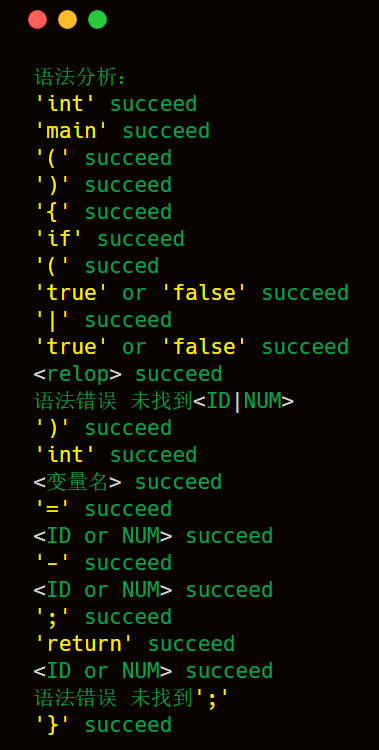 语法分析:
'int' succeed
'main' succeed
'(' succeed
')' succeed
'{' succeed
'if' succeed
'(' succed
'true' or 'false' succeed
'|' succeed
'true' or 'false' succeed
<relop> succeed
语法错误 未找到<ID|NUM>
')' succeed
'int' succeed
<变量名> succeed
'=' succeed
<ID or NUM> succeed
'-' succeed
<ID or NUM> succeed
';' succeed
'return' succeed
<ID or NUM> succeed
语法错误 未找到';'
'}' succeed